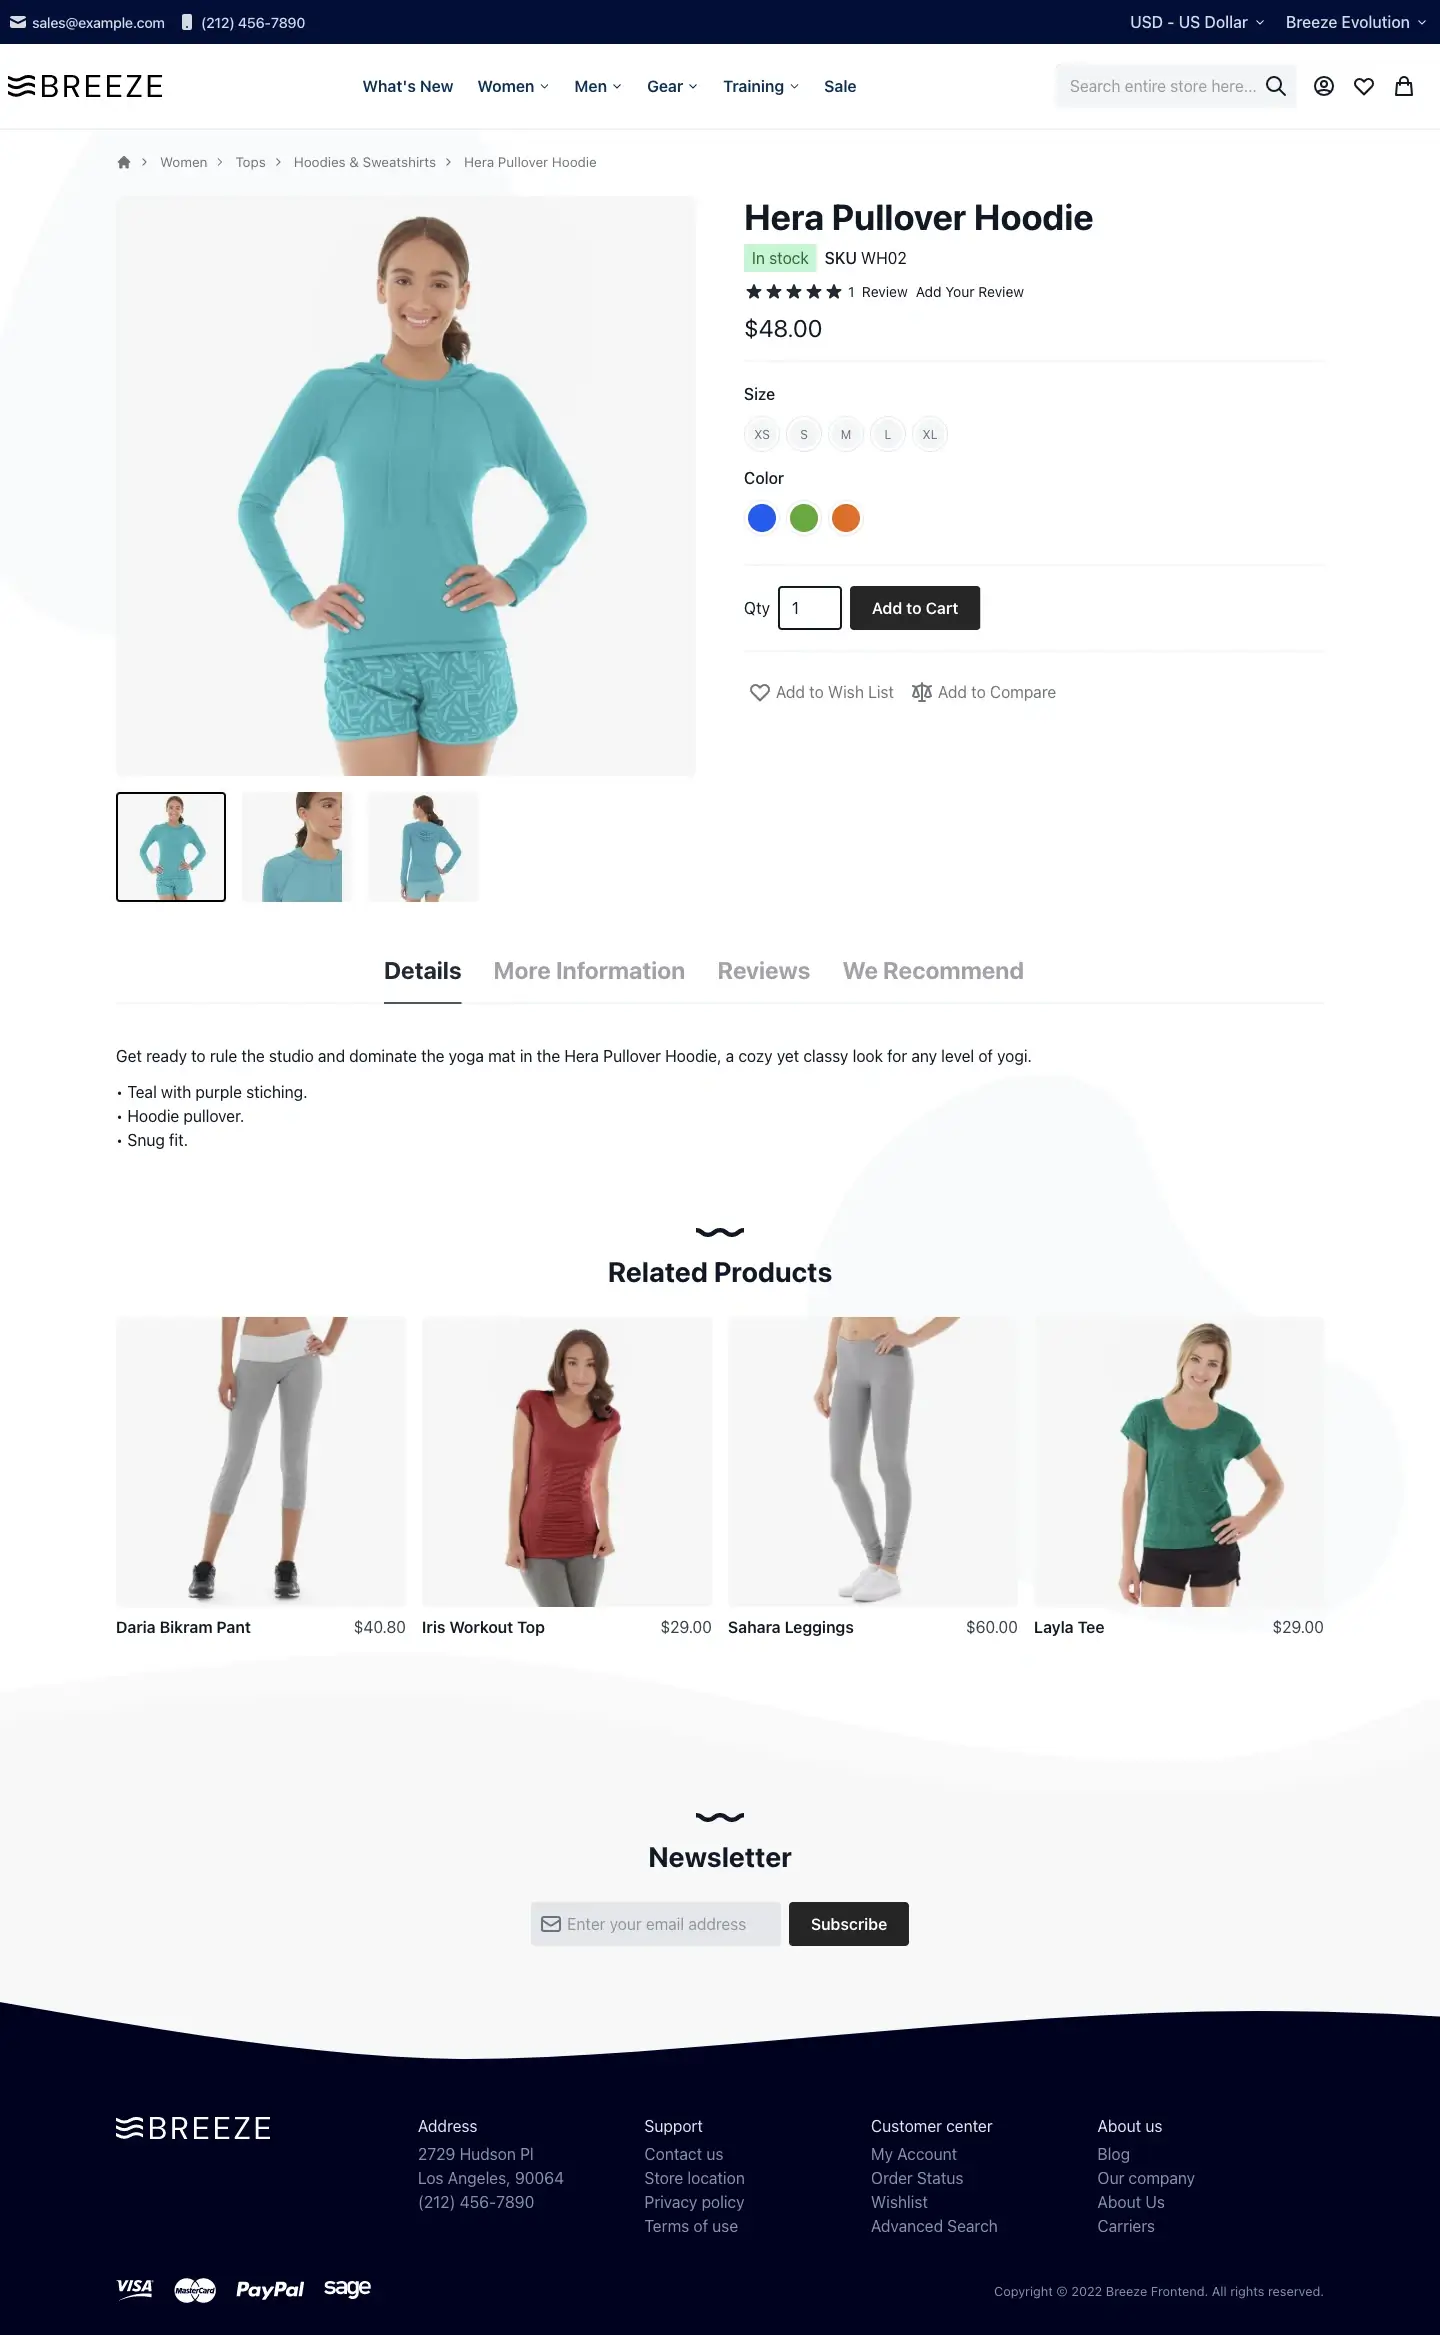 sales@example.com (212) 456-7890 USD - US Dollar Breeze Evolution
BREEZE What's New Women Men Gear Training Sale Search entire store here...
Women Tops Hoodies & Sweatshirts Hera Pullover Hoodie
Hera Pullover Hoodie
In stock SKU WH02
1 Review Add Your Review
$48.00
Size
XS S M L XL
Color
Qty 1 Add to Cart
Add to Wish List Add to Compare
Details More Information Reviews We Recommend
Get ready to rule the studio and dominate the yoga mat in the Hera Pullover Hoodie, a cozy yet classy look for any level of yogi.
• Teal with purple stiching.
• Hoodie pullover.
• Snug fit.
Related Products
Daria Bikram Pant $40.80 Iris Workout Top $29.00 Sahara Leggings $60.00 Layla Tee $29.00
Newsletter
Enter your email address Subscribe
BREEZE
Address
2729 Hudson Pl
Los Angeles, 90064
(212) 456-7890
Support
Contact us
Store location
Privacy policy
Terms of use
Customer center
My Account
Order Status
Wishlist
Advanced Search
About us
Blog
Our company
About Us
Carriers
VISA MasterCard PayPal sage
Copyright © 2022 Breeze Frontend. All rights reserved.